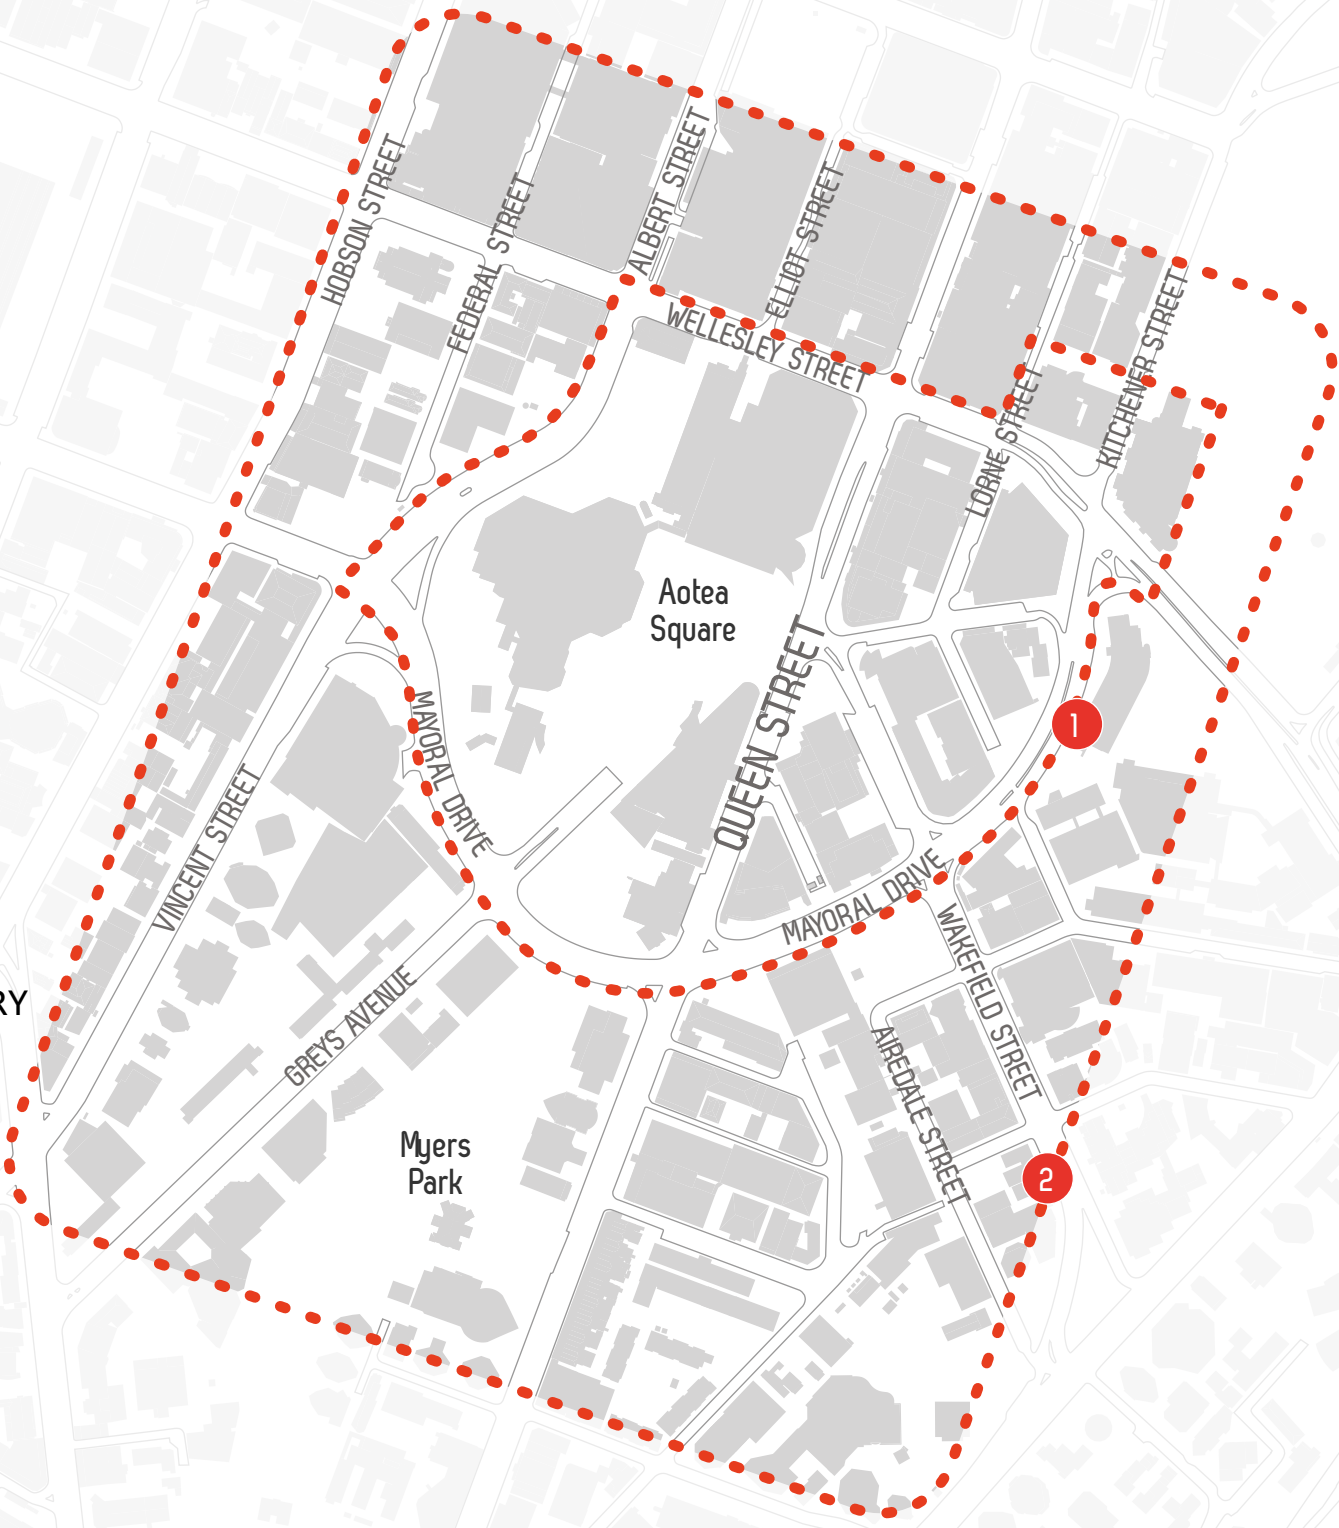 HOBSON STREET
FEDERAL STREET
ALBERT STREET
ELLIOT STREET
WELLESLEY STREET
LORNE STREET
KITCHENER STREET
Aotea
Square
QUEEN STREET
1
MAYORAL DRIVE
VINCENT STREET
MAYORAL DRIVE
WAKEFIELD STREET
RY
GREYS AVENUE
AIREDALE STREET
Myers
Park
2